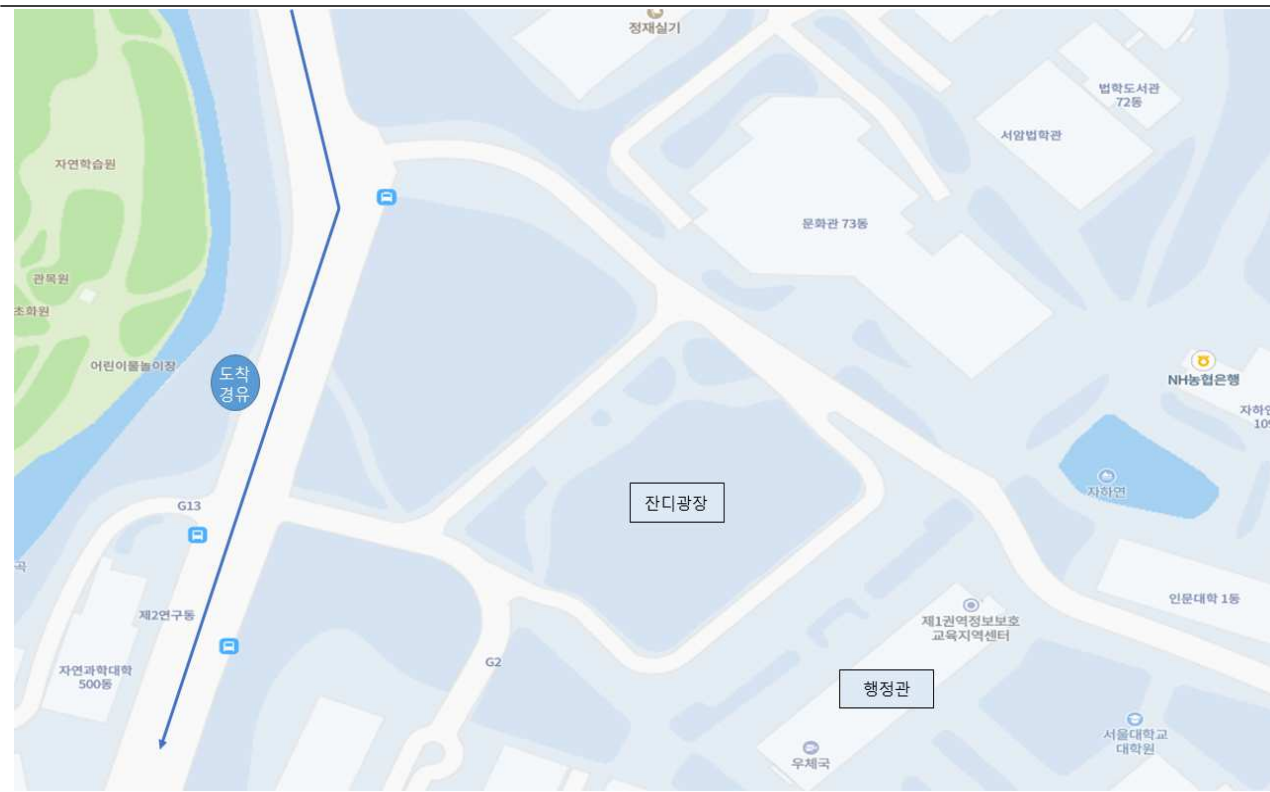 정재실기
법학도서관
72동
서암법학관
자연학습원
문화관 73동
관목원
초화원
어린이물놀이장
도착
경유
NH농협은행
자하연
잔디광장
G13
인문대학 1동
제2연구동
제1권역정보보호
교육지역센터
G2
자연과학대학
500동
행정관
서울대학교
대학원
우체국